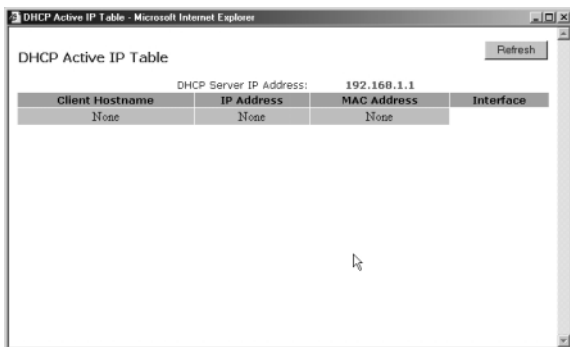 DHCP Active IP Table - Microsoft Internet Explorer
DHCP Active IP Table
Refresh
DHCP Server IP Address: 192.168.1.1
Client Hostname IP Address MAC Address Interface
None None None